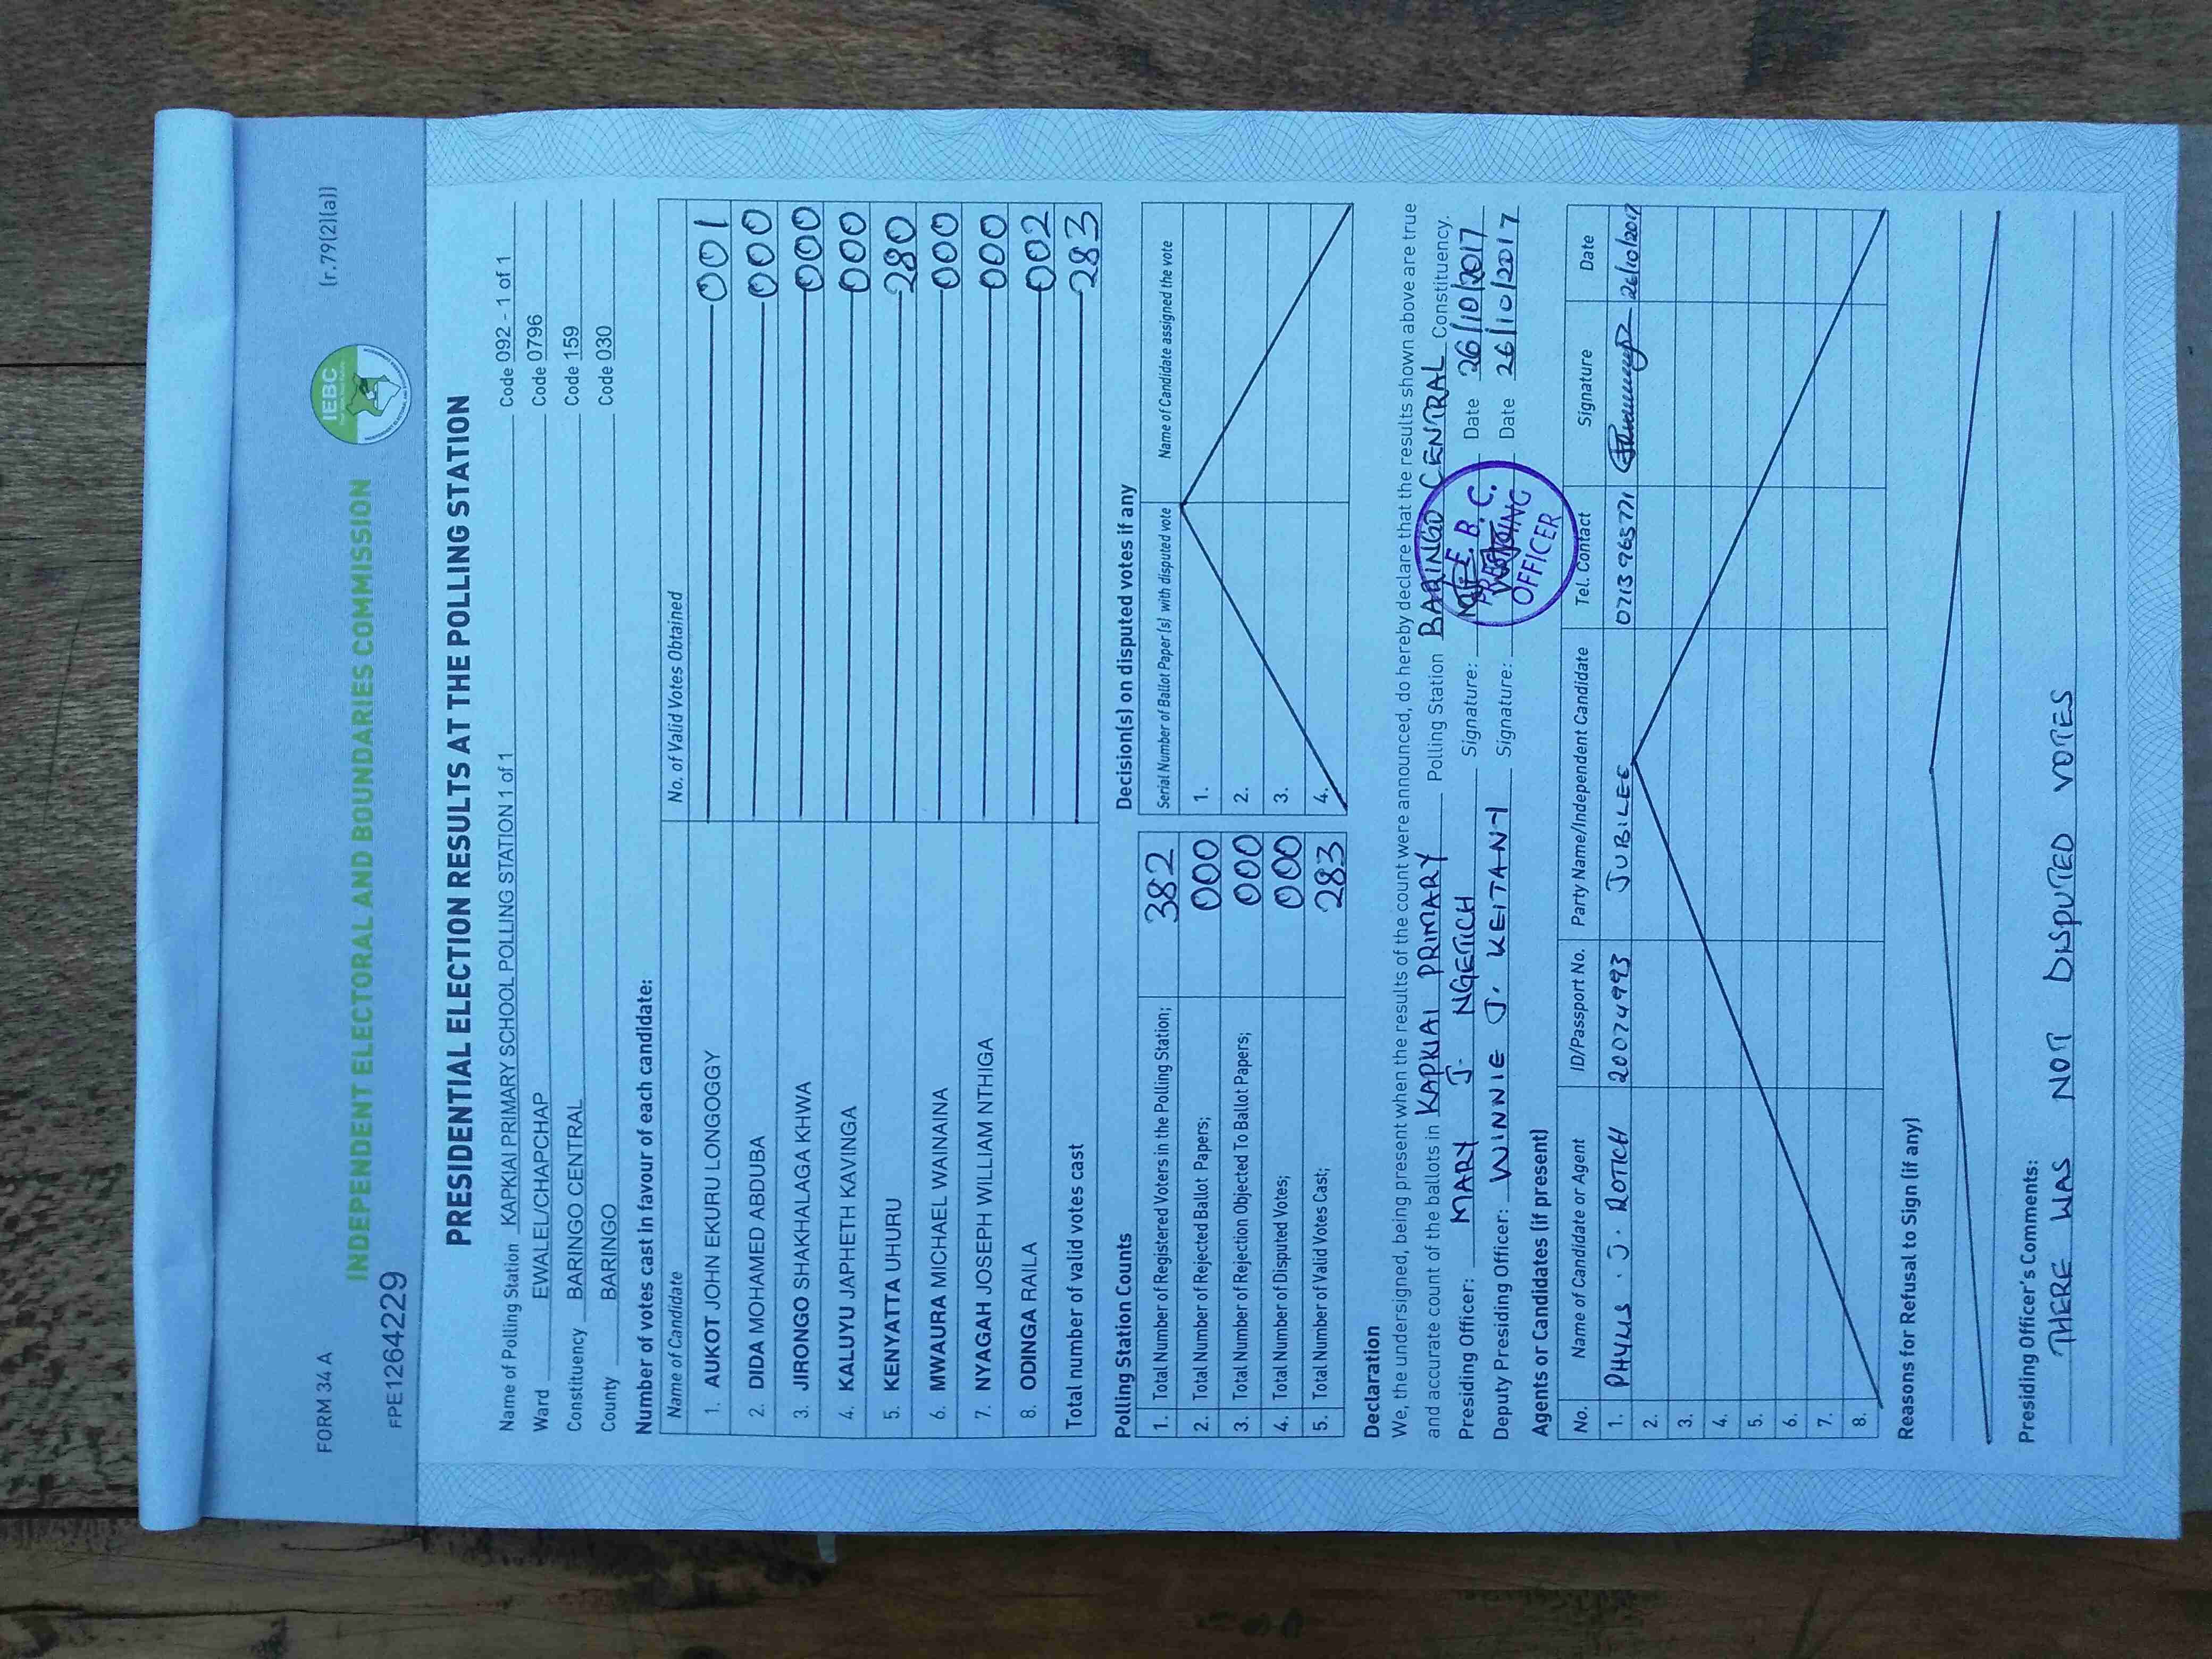 FORM 34 A
(r.79(2)(a))
IEBC
INDEPENDENT ELECTORAL AND BOUNDARIES COMMISSION
FPE1264229
PRESIDENTIAL ELECTION RESULTS AT THE POLLING STATION
Name of Polling Station KAPKIAI PRIMARY SCHOOL POLLING STATION 1 of 1 Code 092 - 1 of 1
Ward EWALEL/CHAPCHAP Code 0796
Constituency BARINGO CENTRAL Code 159
County BARINGO Code 030
Number of votes cast in favour of each candidate:
Name of Candidate No. of Valid Votes Obtained
1. AUKOT JOHN EKURU LONGOGGY 001
2. DIDA MOHAMED ABDUBA 000
3. JIRONGO SHAKHALAGA KHWA 000
4. KALUYU JAPHETH KAVINGA 000
5. KENYATTA UHURU 280
6. MWAURA MICHAEL WAINAINA 000
7. NYAGAH JOSEPH WILLIAM NTHIGA 000
8. ODINGA RAILA 002
Total number of valid votes cast 283
Polling Station Counts
1. Total Number of Registered Voters in the Polling Station; 382
2. Total Number of Rejected Ballot Papers; 000
3. Total Number of Rejection Objected To Ballot Papers; 000
4. Total Number of Disputed Votes; 000
5. Total Number of Valid Votes Cast; 283
Decision(s) on disputed votes if any
Serial Number of Ballot Paper(s) with disputed vote Name of Candidate assigned the vote
1.
2.
3.
4.
Declaration
We, the undersigned, being present when the results of the count were announced, do hereby declare that the results shown above are true
and accurate count of the ballots in KAPKIAI PRIMARY Polling Station BARINGO CENTRAL Constituency.
Presiding Officer: MARY J. NGETICH Signature: Date 26/10/2017
Deputy Presiding Officer: WINNIE J. KEITANY Signature: Date 26/10/2017
I.E.B.C.
PRESIDING
OFFICER
Agents or Candidates (if present)
No. Name of Candidate or Agent ID/Passport No. Party Name/Independent Candidate Tel. Contact Signature Date
1. PHYLIS. J. ROTICH 20074993 JUBILEE 0713965771 26/10/2017
2.
3.
4.
5.
6.
7.
8.
Reasons for Refusal to Sign (if any)
Presiding Officer's Comments:
THERE WAS NOT DISPUTED VOTES